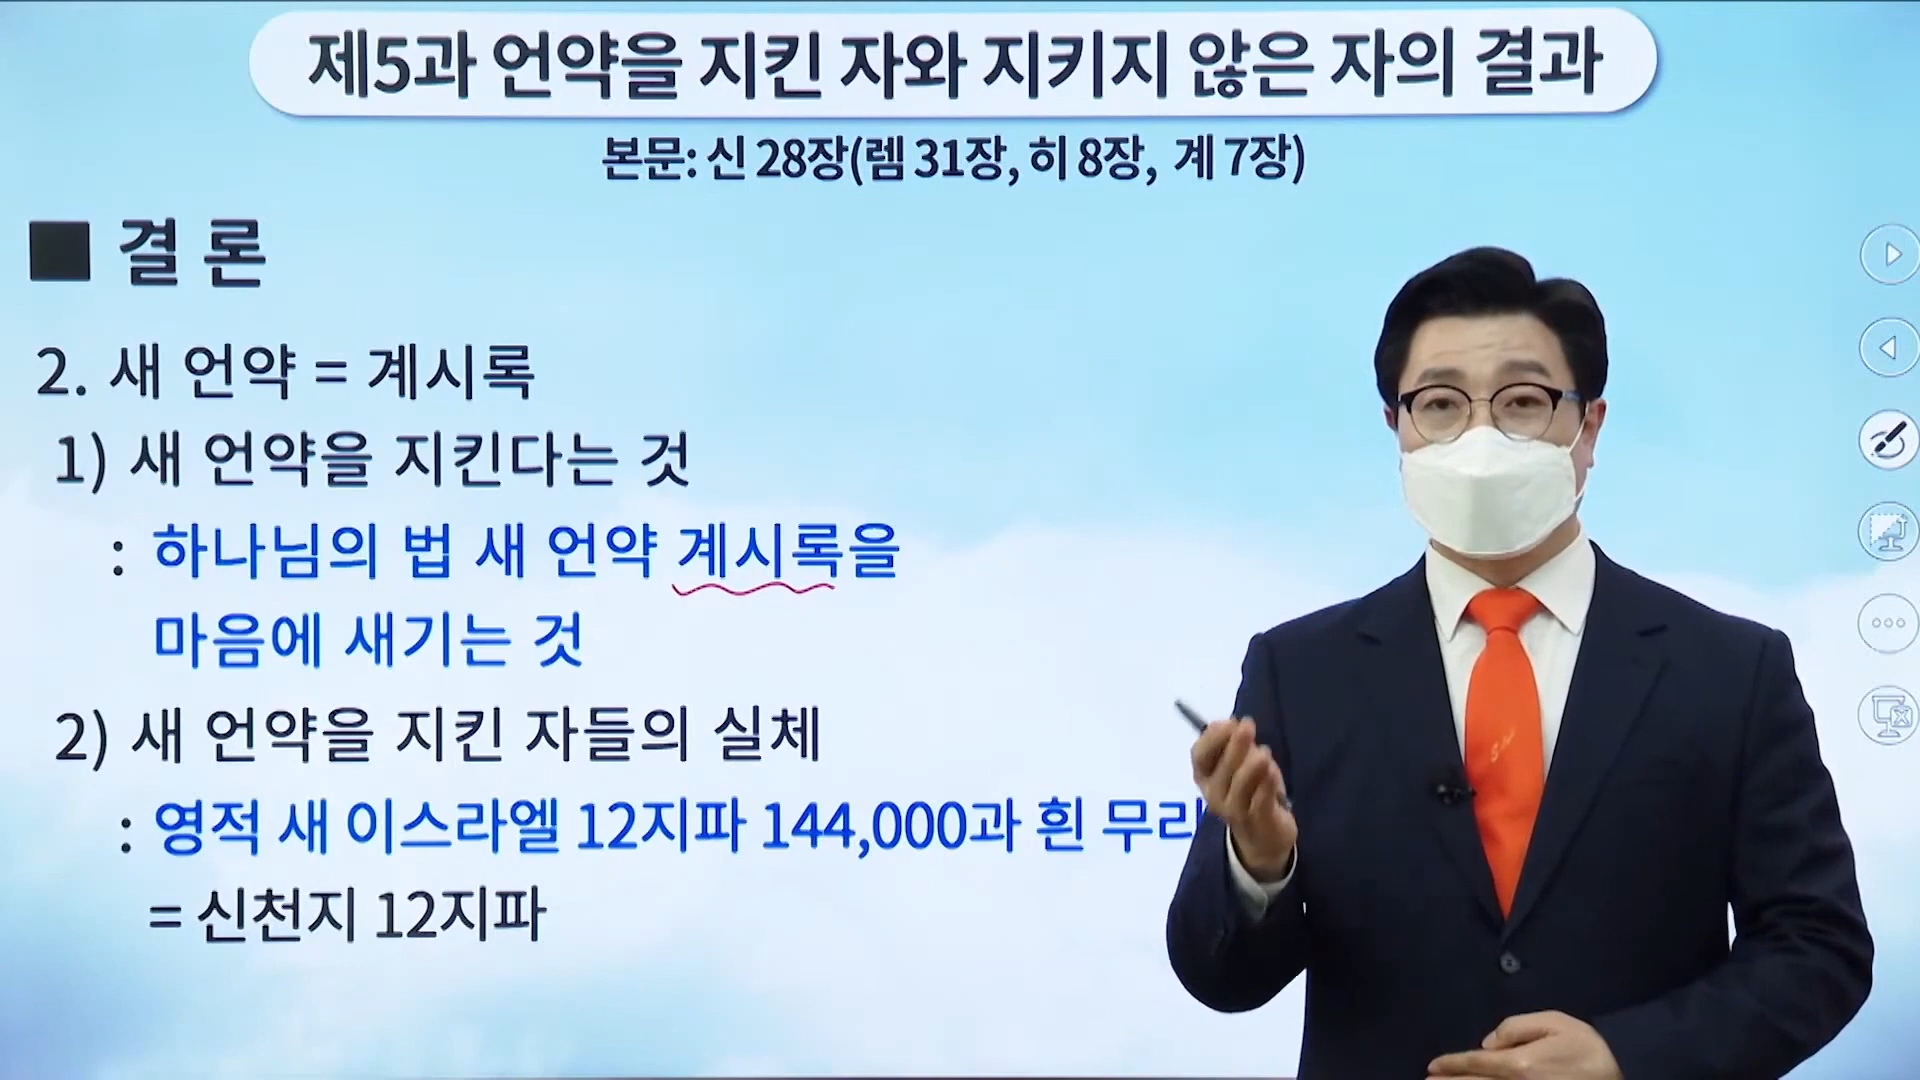 제5과 언약을 지킨 자와 지키지 않은 자의 결과
본문: 신 28장(렘 31장, 히 8장, 계 7장)
■ 결 론
2. 새 언약 = 계시록
1) 새 언약을 지킨다는 것
: 하나님의 법 새 언약 계시록을
마음에 새기는 것
2) 새 언약을 지킨 자들의 실체
: 영적 새 이스라엘 12지파 144,000과 흰 무리
= 신천지 12지파